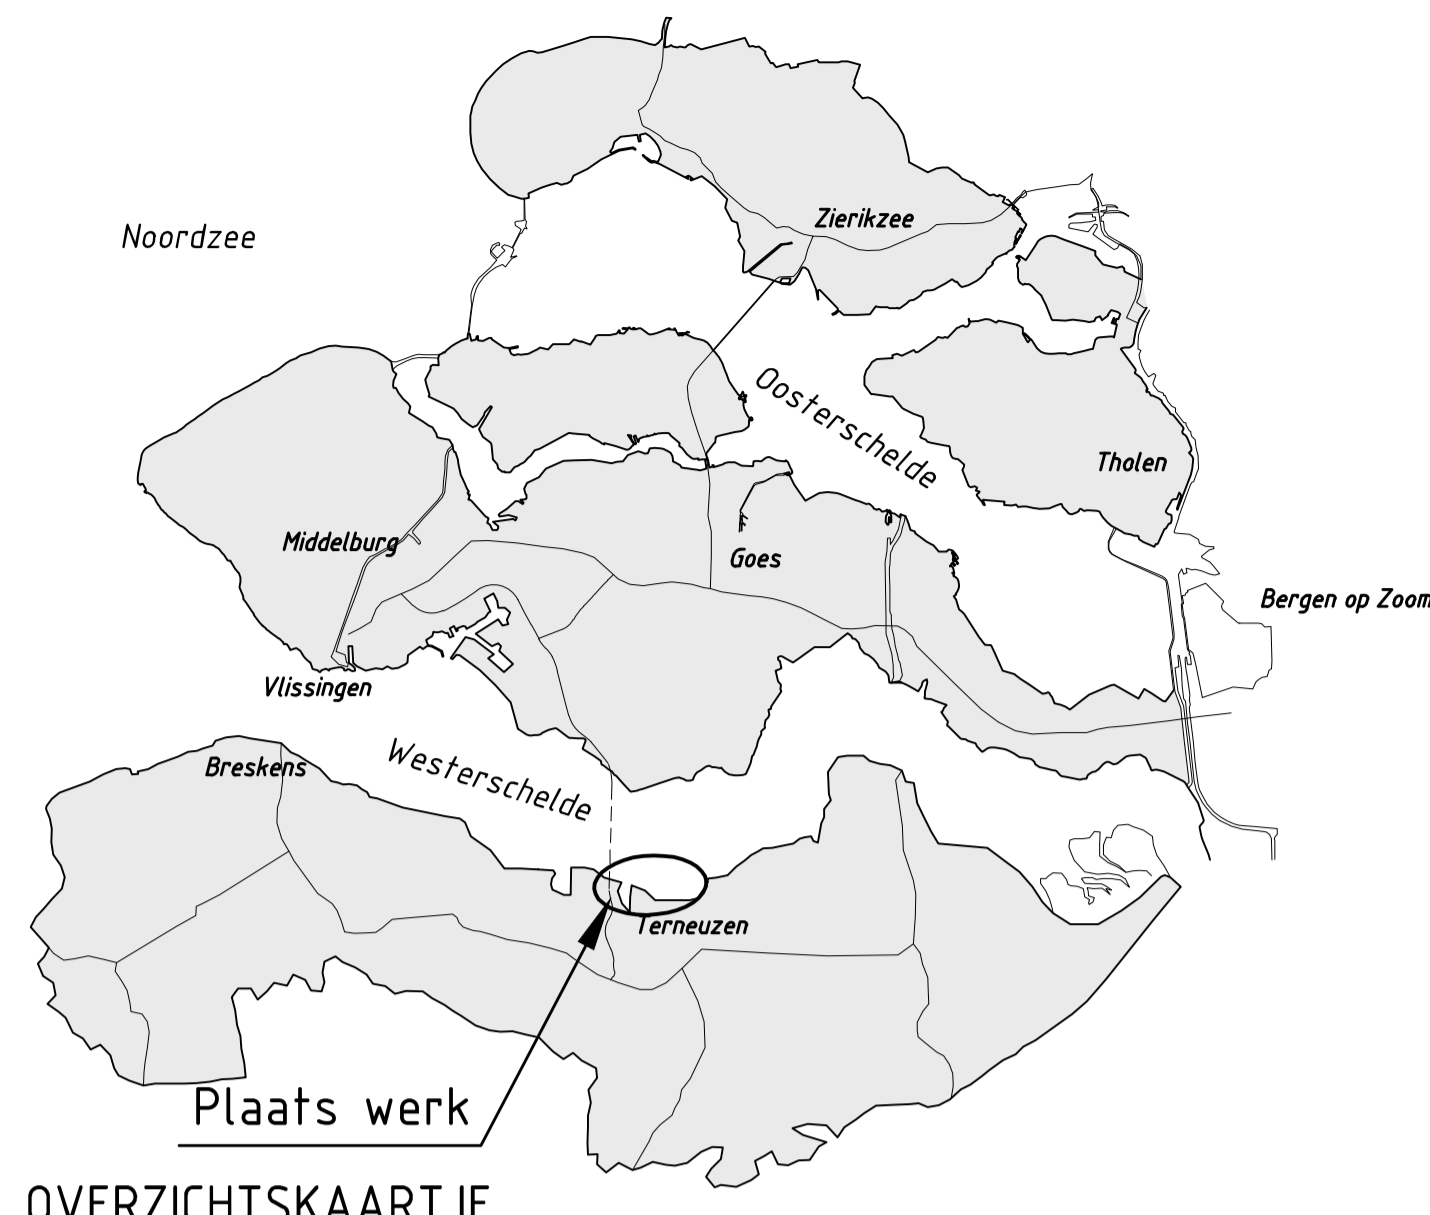 Noordzee
Zierikzee
Oosterschelde
Tholen
Middelburg
Goes
Bergen op Zoom
Vlissingen
Westerschelde
Breskens
Terneuzen
Plaats werk
OVERZICHTSKAARTJE